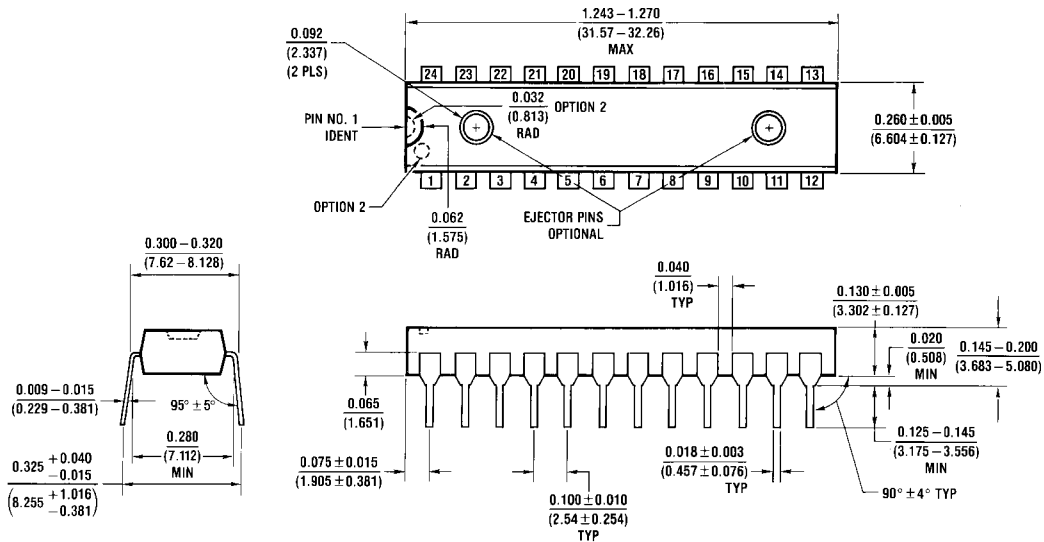 1.243 – 1.270
(31.57 – 32.26)
MAX
0.092
(2.337)
(2 PLS)
24 23 22 21 20 19 18 17 16 15 14 13
0.032
(0.813)
RAD
OPTION 2
PIN NO. 1
IDENT
0.260 ± 0.005
(6.604 ± 0.127)
1 2 3 4 5 6 7 8 9 10 11 12
OPTION 2
0.062
(1.575)
RAD
EJECTOR PINS
OPTIONAL
0.300 – 0.320
(7.62 – 8.128)
0.040
(1.016)
TYP
0.130 ± 0.005
(3.302 ± 0.127)
0.020
(0.508)
MIN
0.145 – 0.200
(3.683 – 5.080)
0.009 – 0.015
(0.229 – 0.381)
95° ± 5°
0.065
(1.651)
0.280
(7.112)
MIN
0.125 – 0.145
(3.175 – 3.556)
MIN
0.325 +0.040
−0.015
(8.255 +1.016
−0.381)
0.075 ± 0.015
(1.905 ± 0.381)
0.018 ± 0.003
(0.457 ± 0.076)
TYP
90° ± 4° TYP
0.100 ± 0.010
(2.54 ± 0.254)
TYP